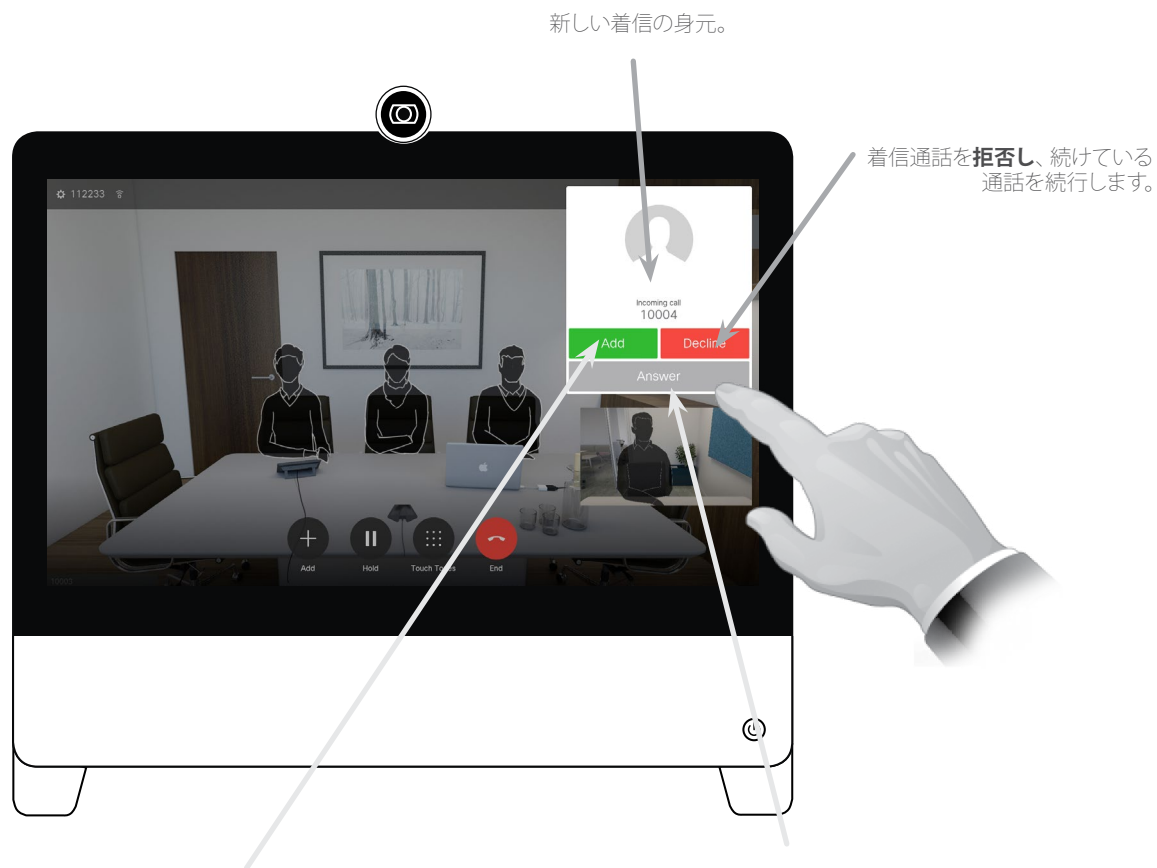 新しい着信の身元。
着信通話を拒否し、続けている
通話を続行します。
112233
Incoming call
10004
Add
Decline
Answer
Add
Hold
Touch Tones
End
10003